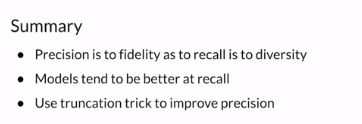 Summary
● Precision is to fidelity as to recall is to diversity
● Models tend to be better at recall
● Use truncation trick to improve precision